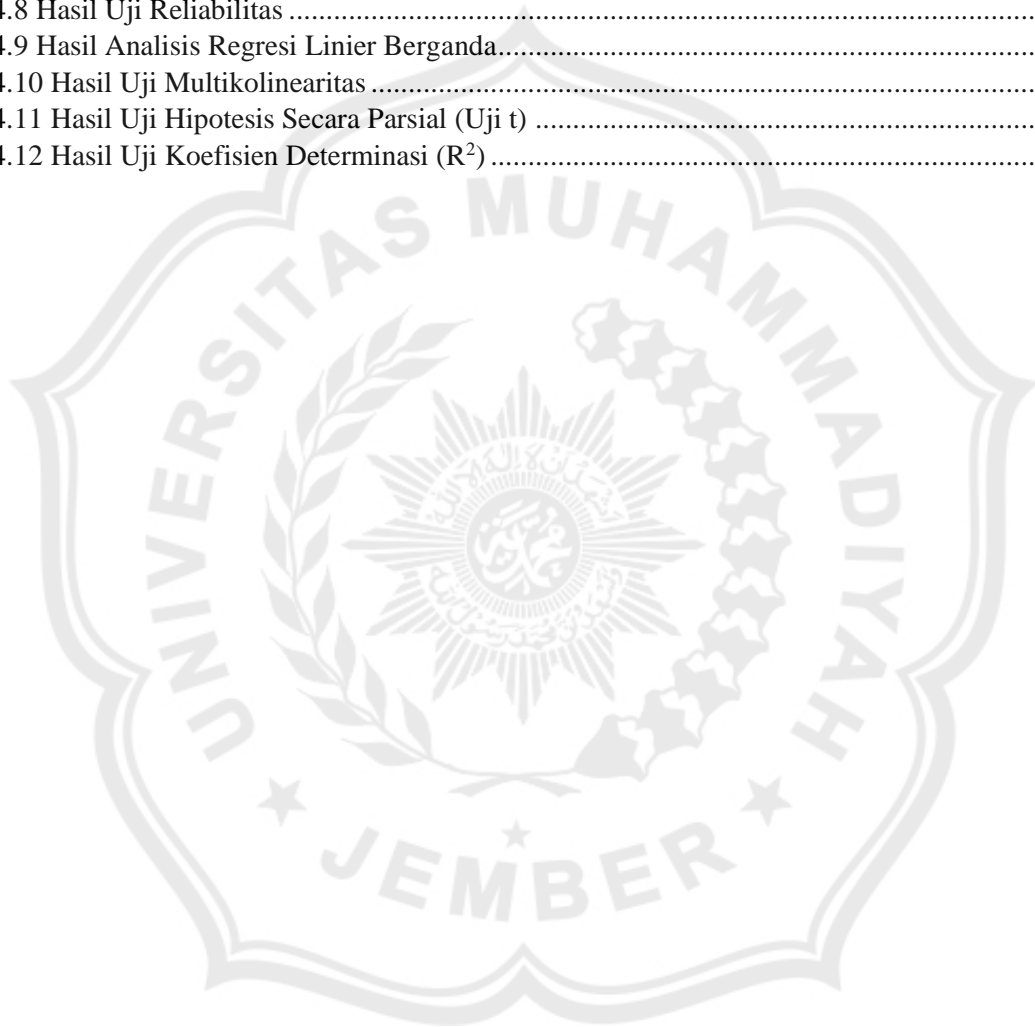 4.8 Hasil Uji Reliabilitas ....................................................................................................
4.9 Hasil Analisis Regresi Linier Berganda........................................................................
4.10 Hasil Uji Multikolinearitas .........................................................................................
4.11 Hasil Uji Hipotesis Secara Parsial (Uji t) ...................................................................
4.12 Hasil Uji Koefisien Determinasi (R²) .........................................................................
UNIVERSITAS MUHAMMADIYAH
JEMBER